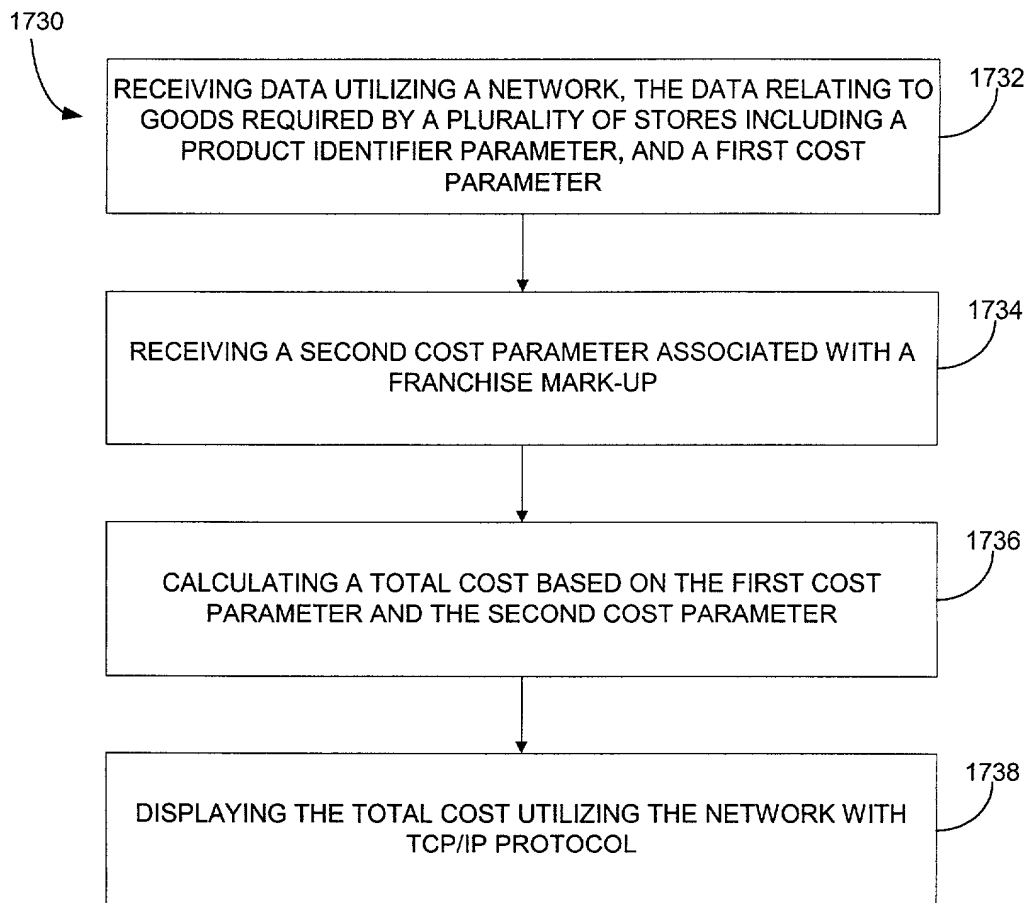 1730
RECEIVING DATA UTILIZING A NETWORK, THE DATA RELATING TO
GOODS REQUIRED BY A PLURALITY OF STORES INCLUDING A
PRODUCT IDENTIFIER PARAMETER, AND A FIRST COST
PARAMETER
1732
RECEIVING A SECOND COST PARAMETER ASSOCIATED WITH A
FRANCHISE MARK-UP
1734
CALCULATING A TOTAL COST BASED ON THE FIRST COST
PARAMETER AND THE SECOND COST PARAMETER
1736
DISPLAYING THE TOTAL COST UTILIZING THE NETWORK WITH
TCP/IP PROTOCOL
1738